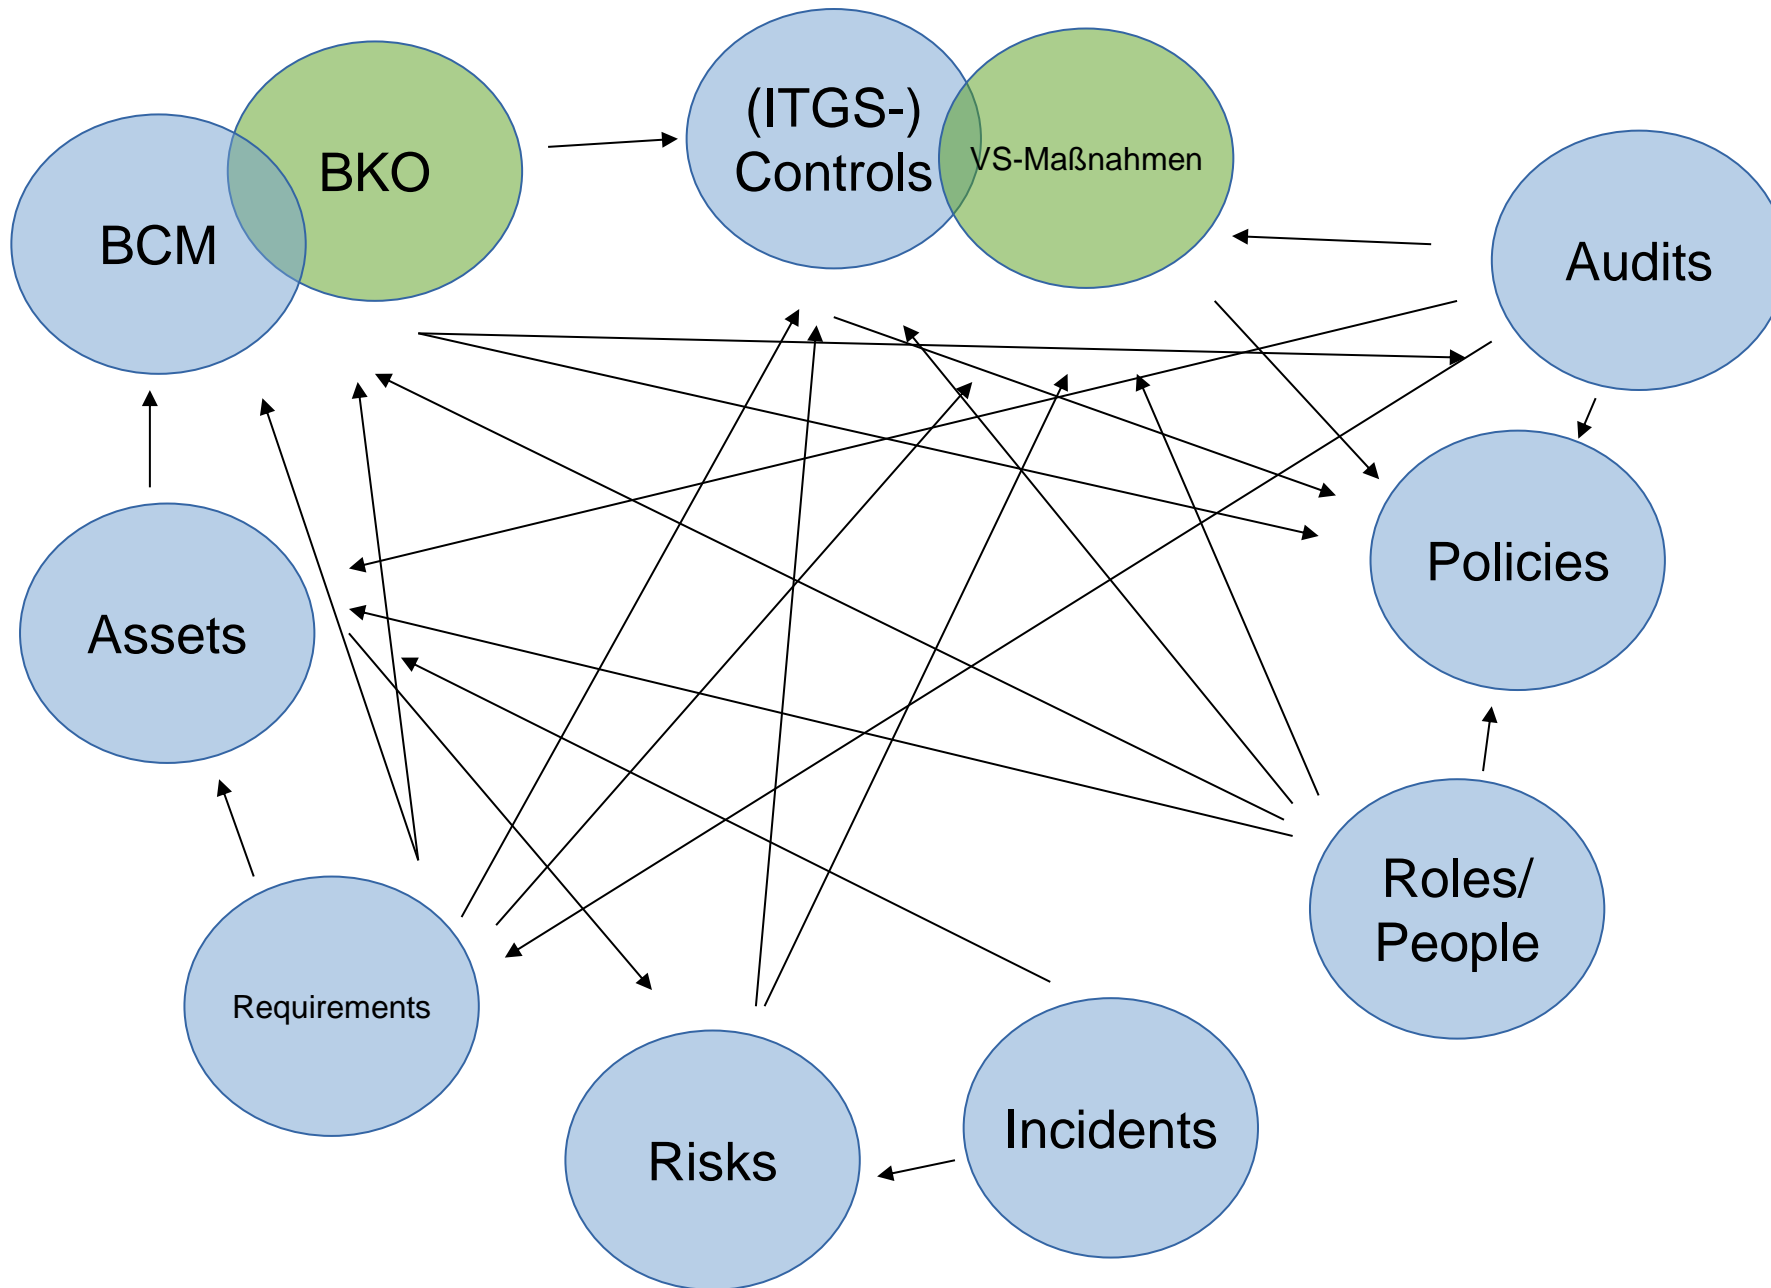 (ITGS-)
Controls
VS-Maßnahmen
BKO
BCM
Audits
Policies
Assets
Roles/
People
Requirements
Incidents
Risks